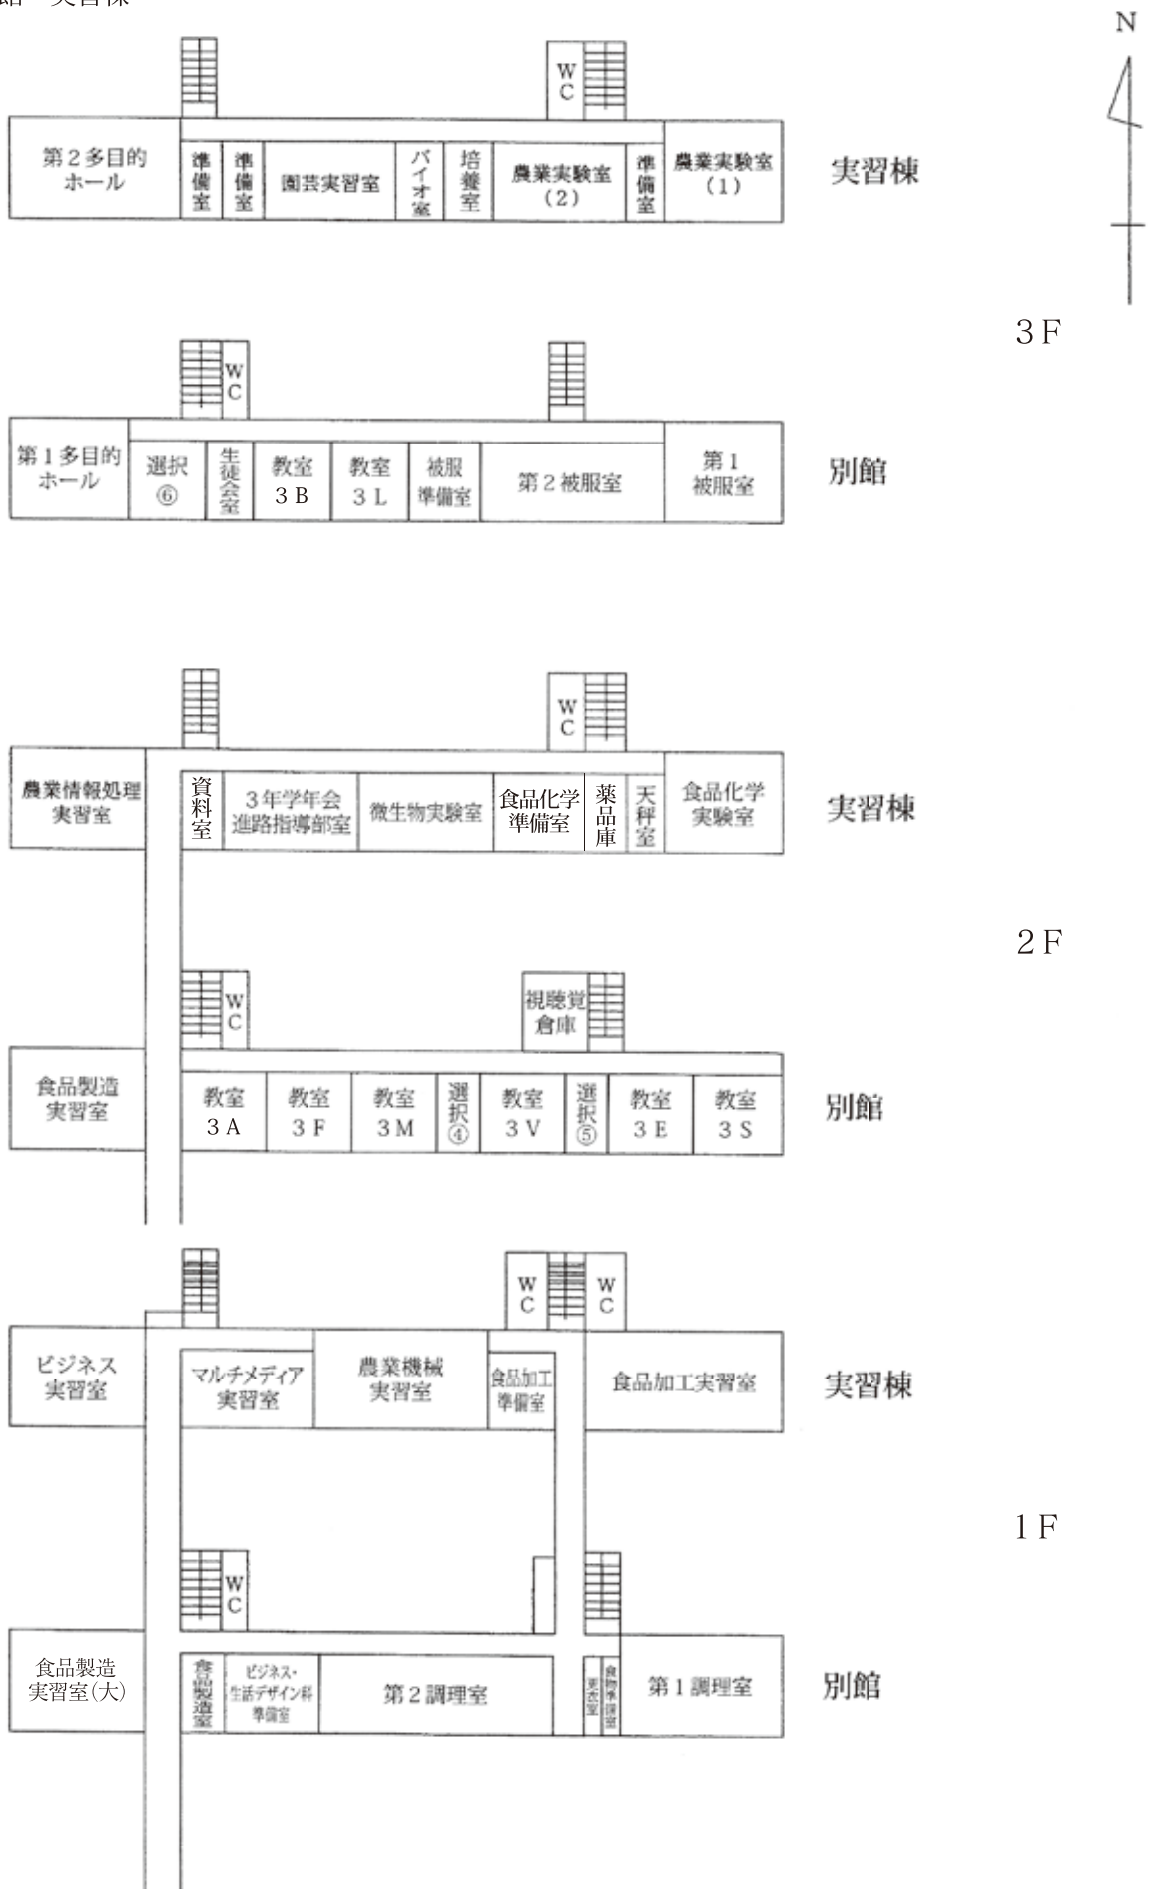 館・実習棟
N
W
C
第2多目的
ホール
準備室
準備室
園芸実習室
バイオ室
培養室
農業実験室
(2)
準備室
農業実験室
(1)
実習棟
3F
W
C
第1多目的
ホール
選択
⑥
生徒会室
教室
3B
教室
3L
被服
準備室
第2被服室
第1
被服室
別館
W
C
農業情報処理
実習室
資料室
3年学年会
進路指導部室
微生物実験室
食品化学
準備室
薬品庫
天秤室
食品化学
実験室
実習棟
2F
W
C
視聴覚
倉庫
食品製造
実習室
教室
3A
教室
3F
教室
3M
選択④
教室
3V
選択⑤
教室
3E
教室
3S
別館
W
C
W
C
ビジネス
実習室
マルチメディア
実習室
農業機械
実習室
食品加工
準備室
食品加工実習室
実習棟
1F
W
C
食品製造
実習室(大)
食品製造室
ビジネス・
生活デザイン科
準備室
第2調理室
更衣室
食物準備室
第1調理室
別館